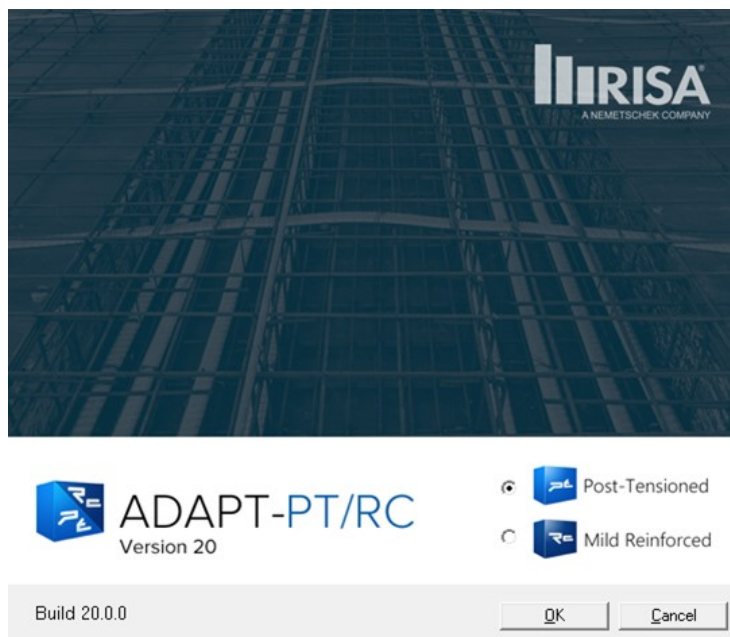 RISA
A NEMETSCHEK COMPANY
ADAPT-PT/RC
Version 20
Post-Tensioned
Mild Reinforced
Build 20.0.0
OK
Cancel